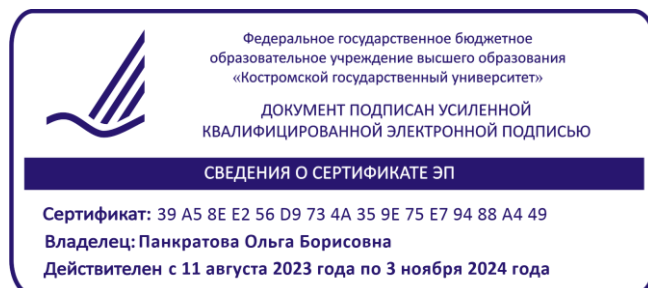 Федеральное государственное бюджетное
образовательное учреждение высшего образования
«Костромской государственный университет»
ДОКУМЕНТ ПОДПИСАН УСИЛЕННОЙ
КВАЛИФИЦИРОВАННОЙ ЭЛЕКТРОННОЙ ПОДПИСЬЮ
СВЕДЕНИЯ О СЕРТИФИКАТЕ ЭП
Сертификат: 39 A5 8E E2 56 D9 73 4A 35 9E 75 E7 94 88 A4 49
Владелец: Панкратова Ольга Борисовна
Действителен с 11 августа 2023 года по 3 ноября 2024 года